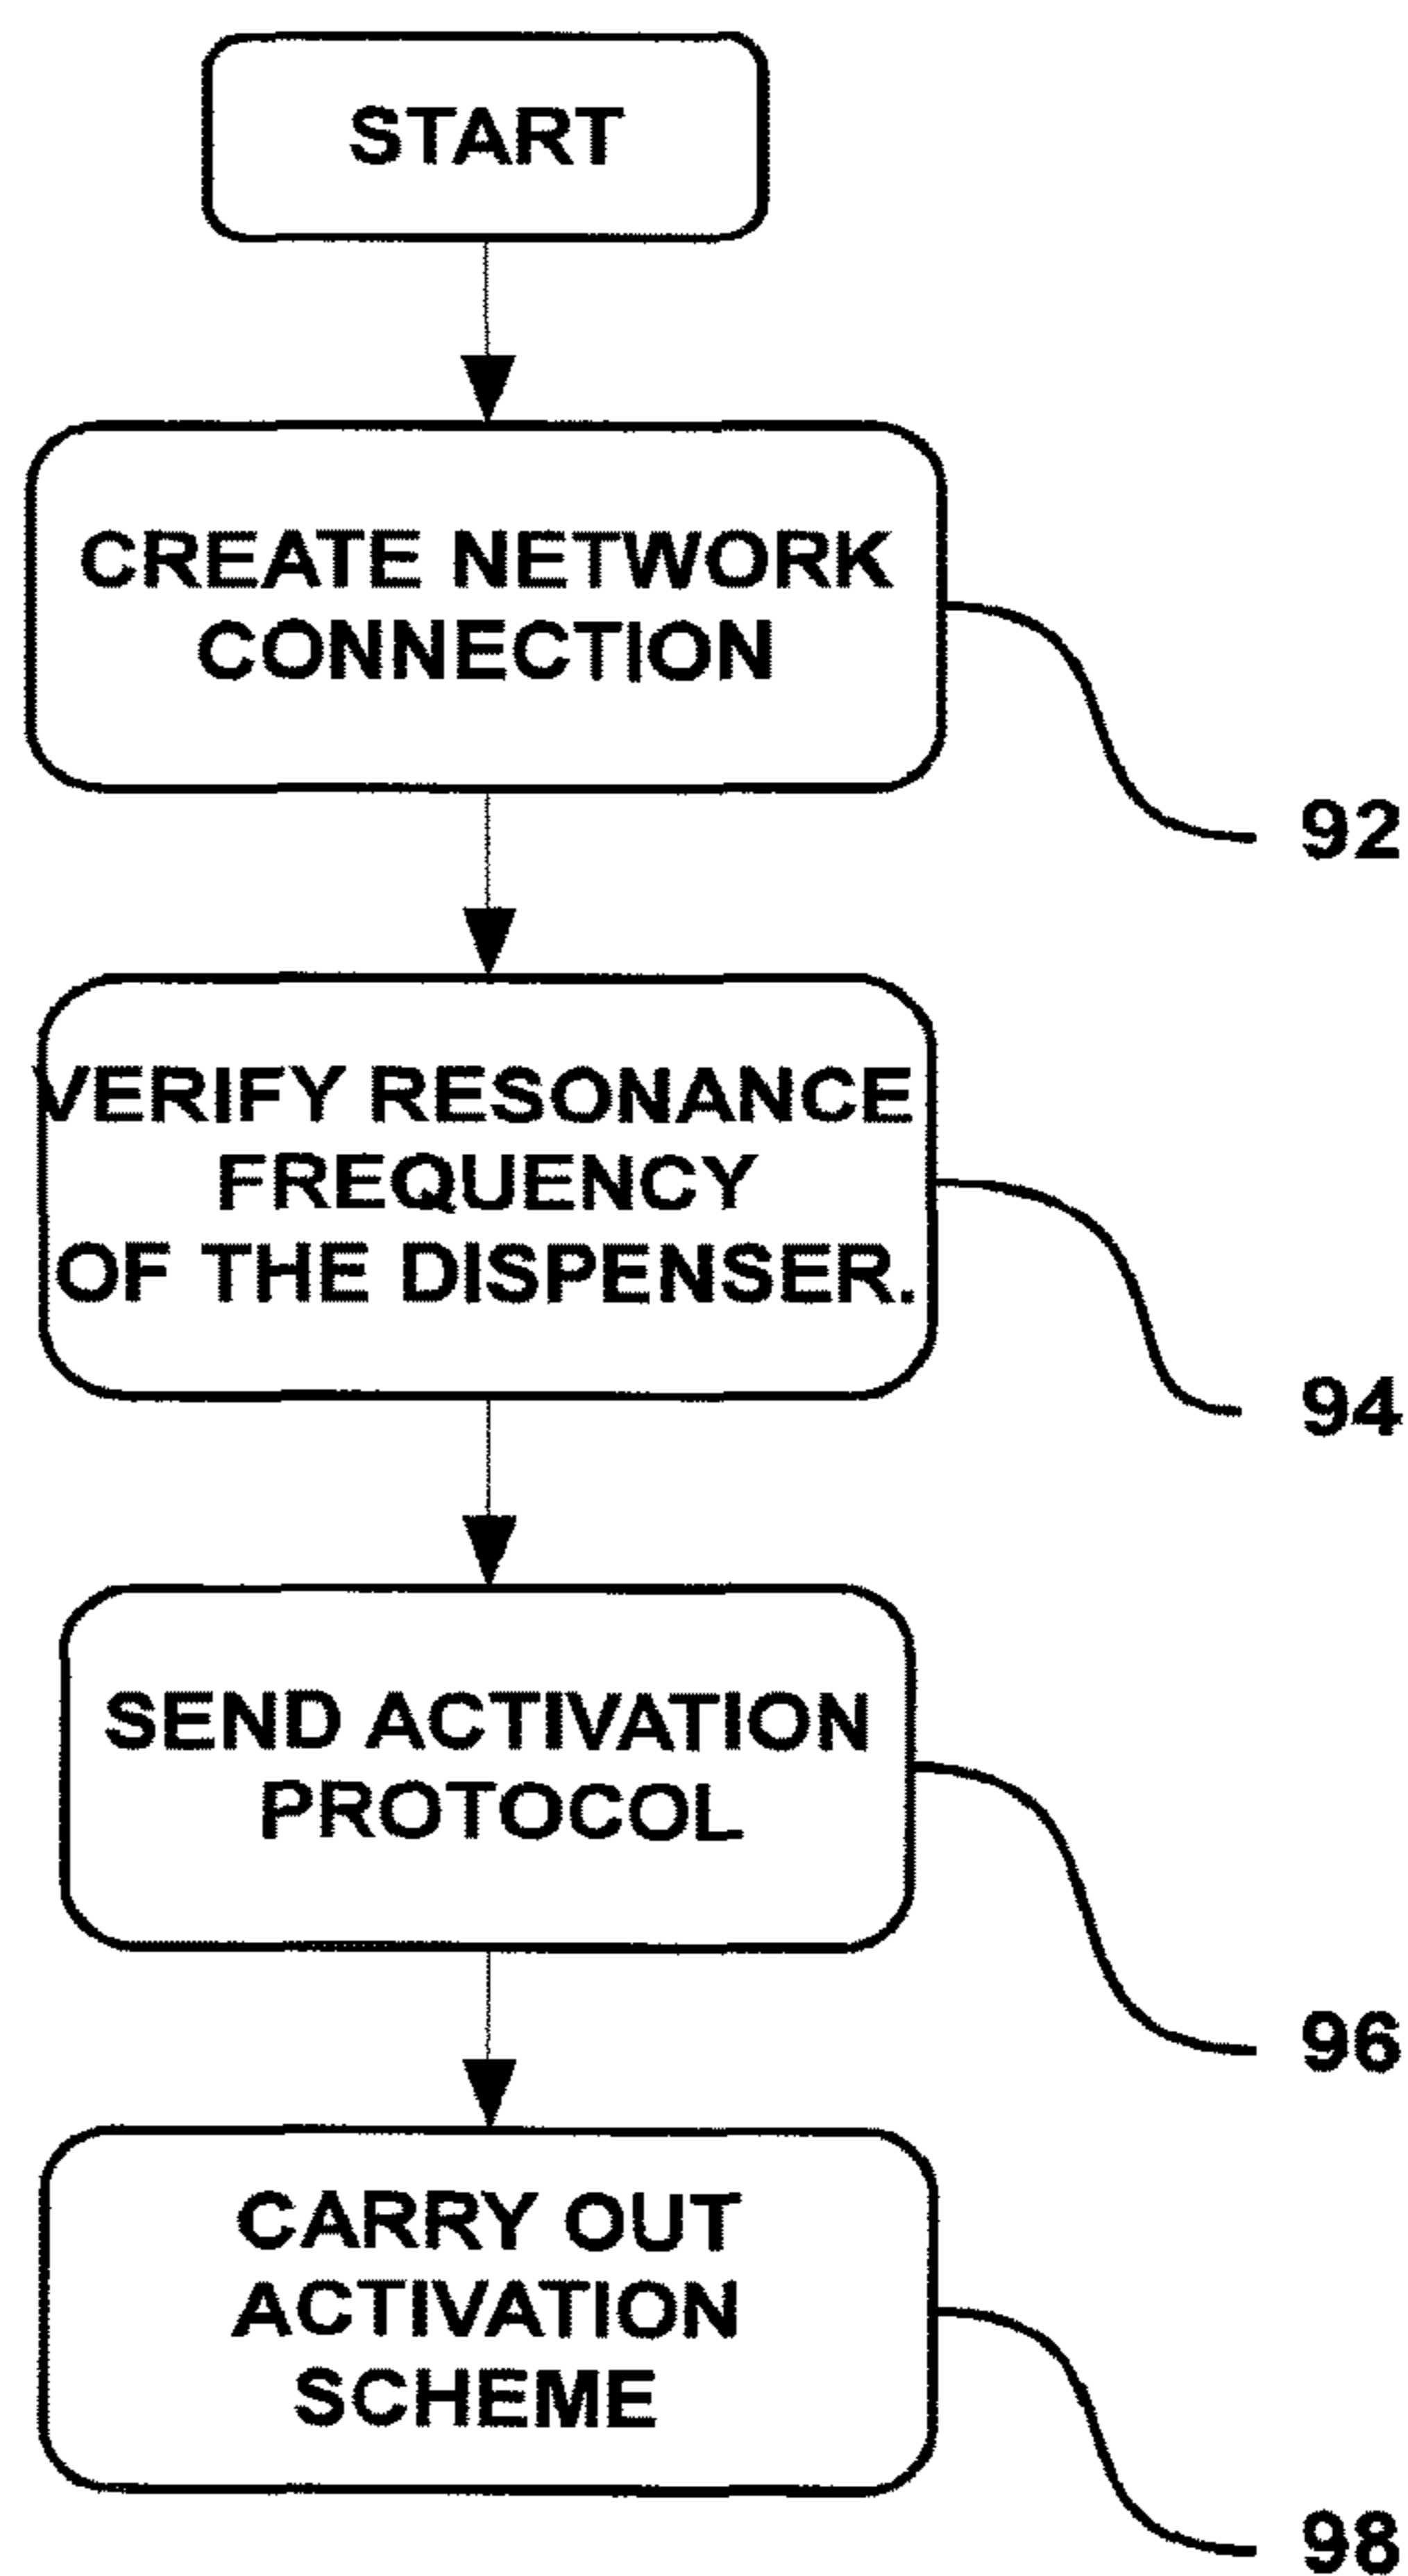 START
CREATE NETWORK
CONNECTION
92
VERIFY RESONANCE
FREQUENCY
OF THE DISPENSER.
94
SEND ACTIVATION
PROTOCOL
96
CARRY OUT
ACTIVATION
SCHEME
98